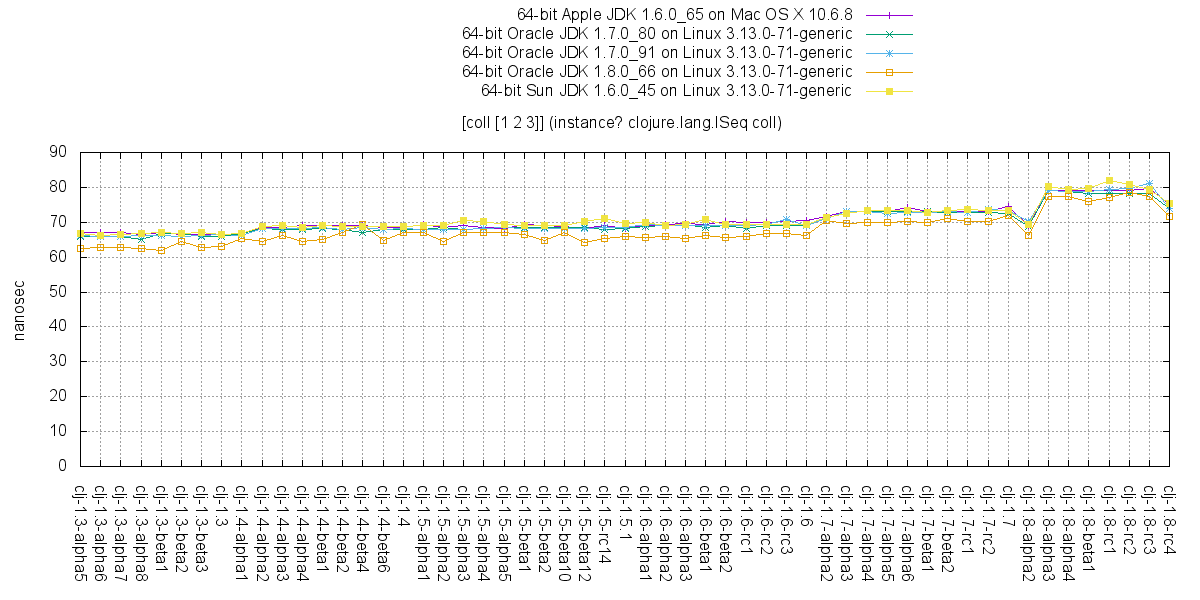 64-bit Apple JDK 1.6.0_65 on Mac OS X 10.6.8
64-bit Oracle JDK 1.7.0_80 on Linux 3.13.0-71-generic
64-bit Oracle JDK 1.7.0_91 on Linux 3.13.0-71-generic
64-bit Oracle JDK 1.8.0_66 on Linux 3.13.0-71-generic
64-bit Sun JDK 1.6.0_45 on Linux 3.13.0-71-generic
[coll [1 2 3]] (instance? clojure.lang.ISeq coll)
90
80
70
60
50
40
30
20
10
0
nanosec
clj-1.3-alpha5
clj-1.3-alpha6
clj-1.3-alpha7
clj-1.3-alpha8
clj-1.3-beta1
clj-1.3-beta2
clj-1.3-beta3
clj-1.3
clj-1.4-alpha1
clj-1.4-alpha2
clj-1.4-alpha3
clj-1.4-alpha4
clj-1.4-beta1
clj-1.4-beta2
clj-1.4-beta4
clj-1.4-beta6
clj-1.4
clj-1.5-alpha1
clj-1.5-alpha2
clj-1.5-alpha3
clj-1.5-alpha4
clj-1.5-alpha5
clj-1.5-beta1
clj-1.5-beta2
clj-1.5-beta10
clj-1.5-beta12
clj-1.5-rc14
clj-1.5.1
clj-1.6-alpha1
clj-1.6-alpha2
clj-1.6-alpha3
clj-1.6-beta1
clj-1.6-beta2
clj-1.6-rc1
clj-1.6-rc2
clj-1.6-rc3
clj-1.6
clj-1.7-alpha2
clj-1.7-alpha3
clj-1.7-alpha4
clj-1.7-alpha5
clj-1.7-alpha6
clj-1.7-beta1
clj-1.7-beta2
clj-1.7-rc1
clj-1.7-rc2
clj-1.7
clj-1.8-alpha2
clj-1.8-alpha3
clj-1.8-alpha4
clj-1.8-beta1
clj-1.8-rc1
clj-1.8-rc2
clj-1.8-rc3
clj-1.8-rc4